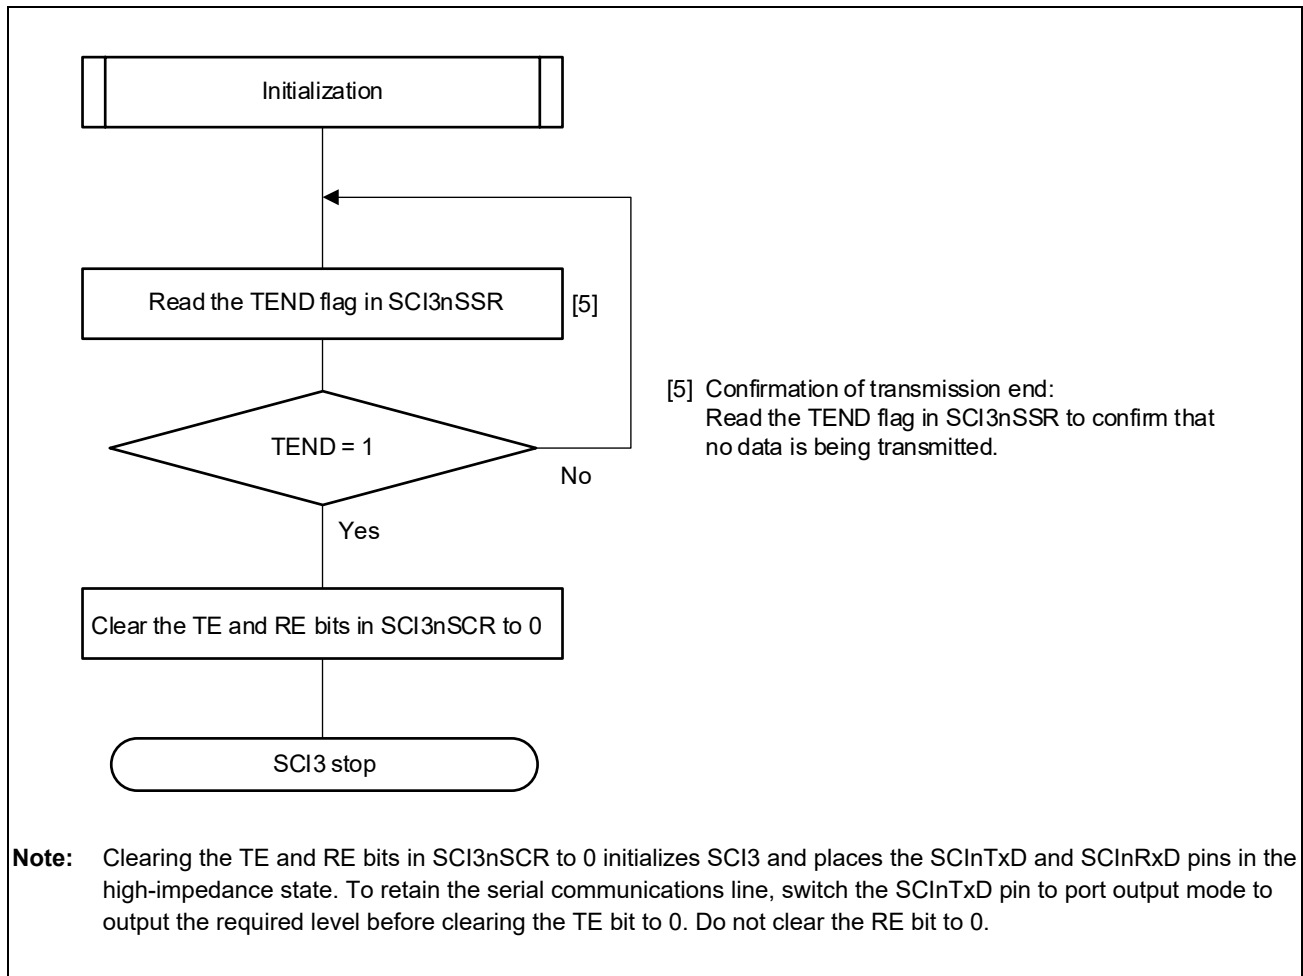 Initialization
Read the TEND flag in SCI3nSSR
[5]
[5] Confirmation of transmission end:
Read the TEND flag in SCI3nSSR to confirm that
no data is being transmitted.
TEND = 1
No
Yes
Clear the TE and RE bits in SCI3nSCR to 0
SCI3 stop
Note: Clearing the TE and RE bits in SCI3nSCR to 0 initializes SCI3 and places the SCInTxD and SCInRxD pins in the
high-impedance state. To retain the serial communications line, switch the SCInTxD pin to port output mode to
output the required level before clearing the TE bit to 0. Do not clear the RE bit to 0.